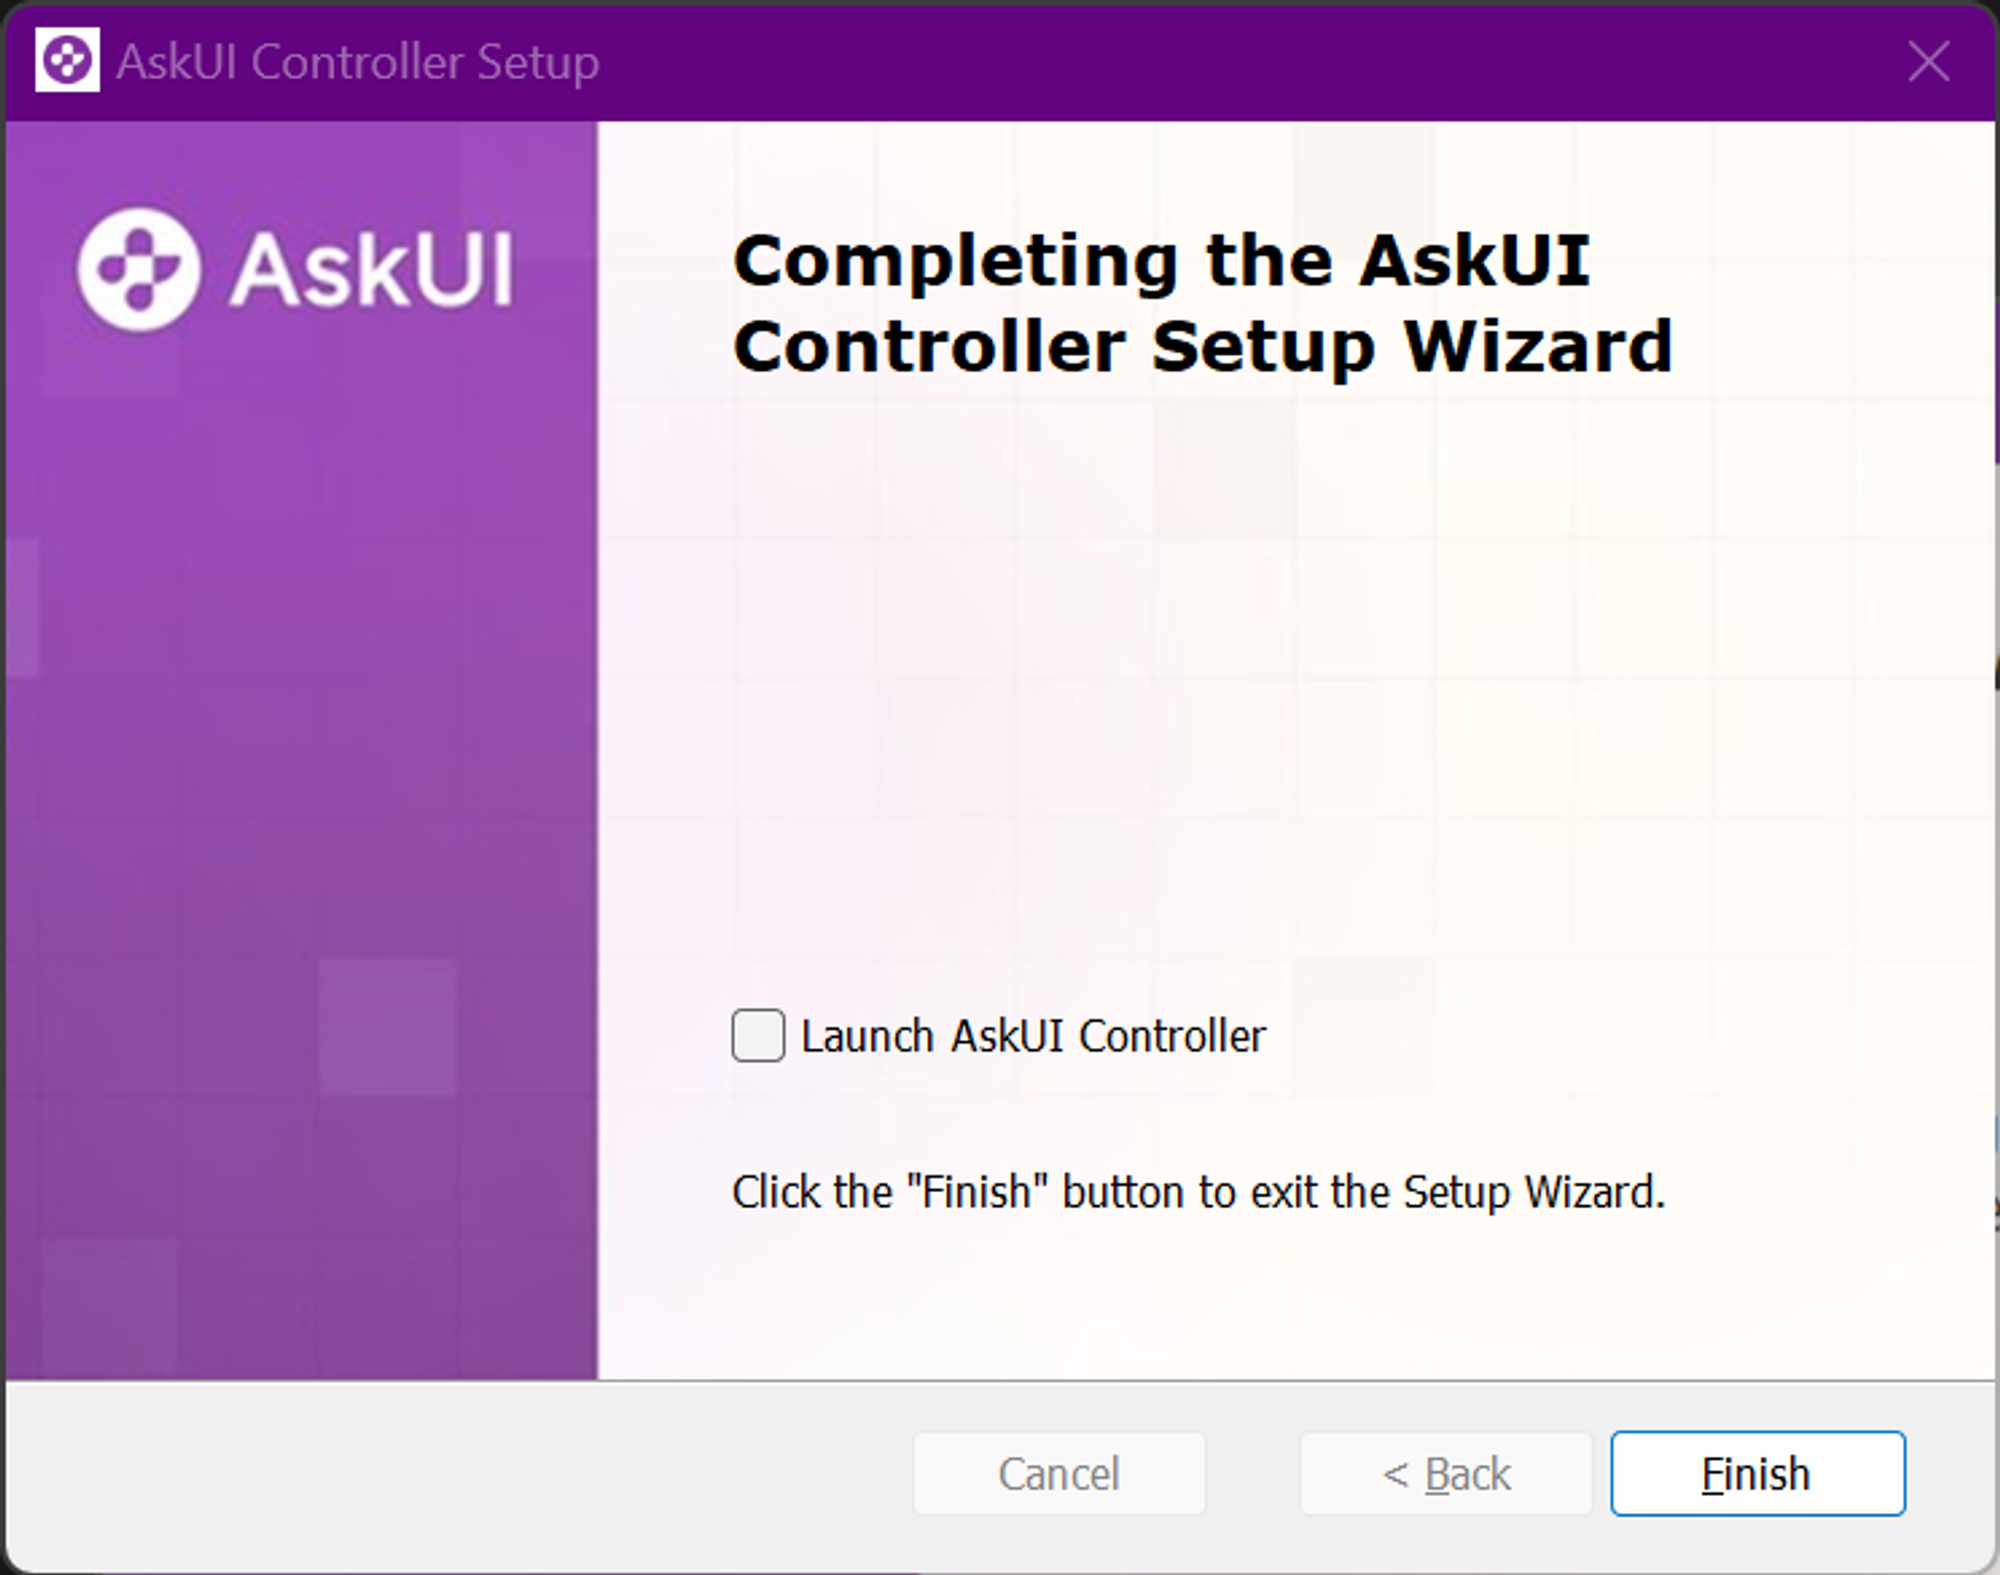 AskUI Controller Setup
AskUI
Completing the AskUI
Controller Setup Wizard
Launch AskUI Controller
Click the "Finish" button to exit the Setup Wizard.
Cancel
< Back
Finish